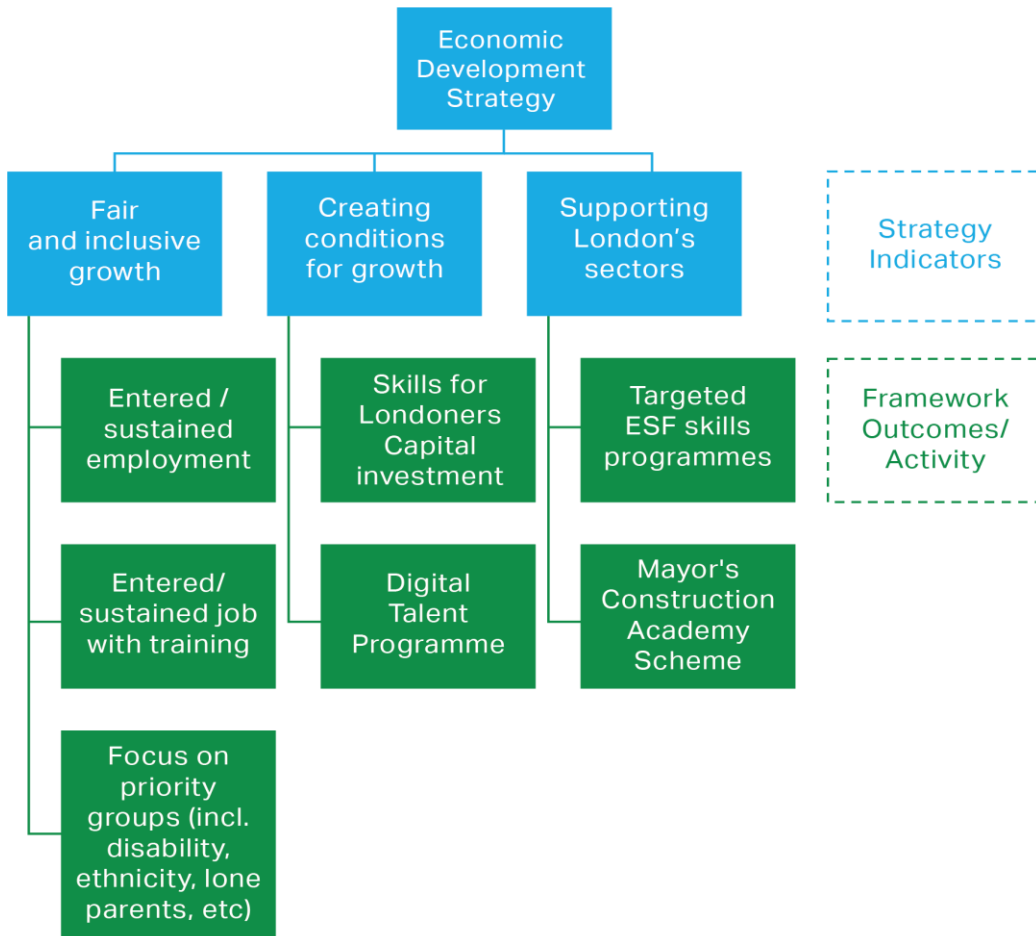 Economic
Development
Strategy
Fair
and inclusive
growth
Creating
conditions
for growth
Supporting
London’s
sectors
Strategy
Indicators
Entered /
sustained
employment
Skills for
Londoners
Capital
investment
Targeted
ESF skills
programmes
Framework
Outcomes/
Activity
Entered/
sustained job
with training
Digital
Talent
Programme
Mayor's
Construction
Academy
Scheme
Focus on
priority
groups (incl.
disability,
ethnicity, lone
parents, etc)